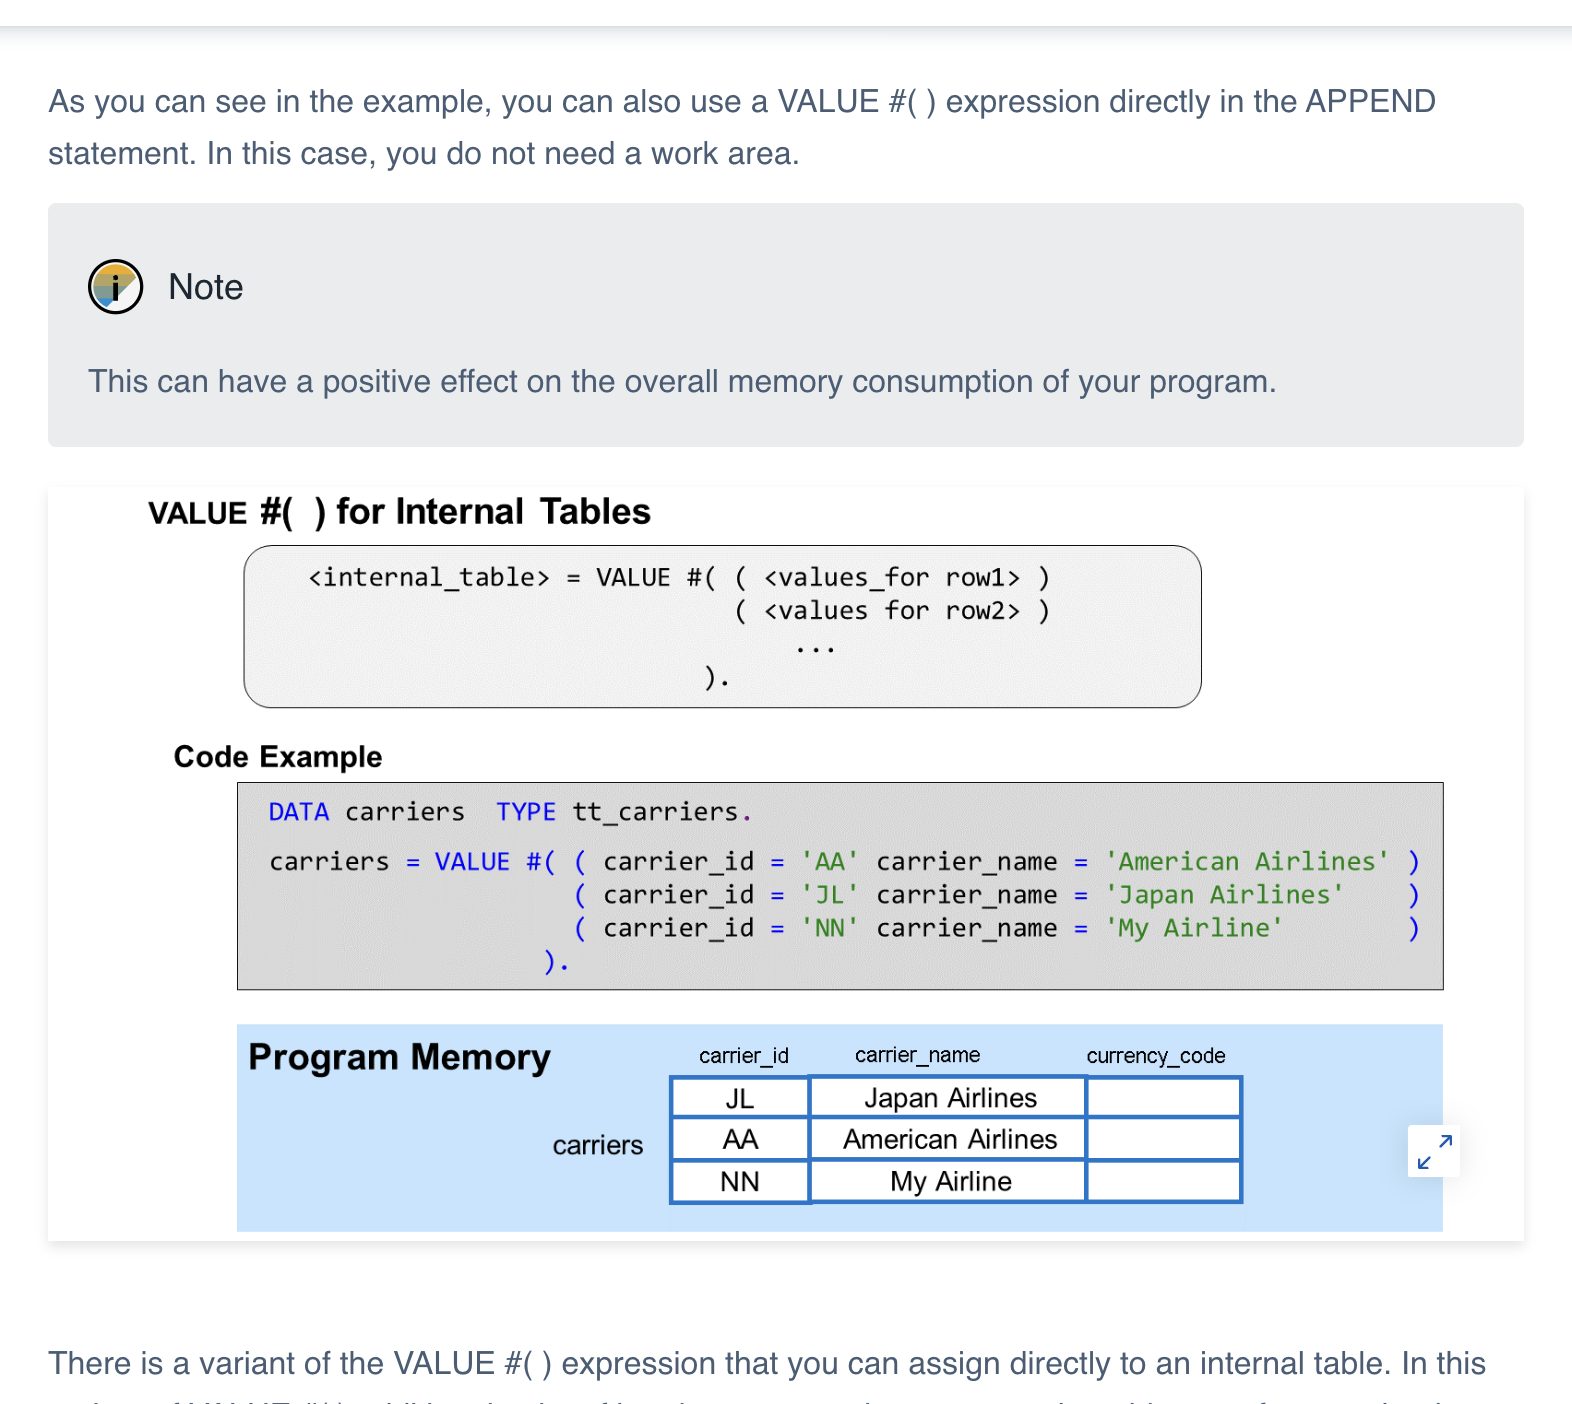 As you can see in the example, you can also use a VALUE #( ) expression directly in the APPEND
statement. In this case, you do not need a work area.
Note
This can have a positive effect on the overall memory consumption of your program.
VALUE #( ) for Internal Tables
<internal_table> = VALUE #( ( <values_for row1> )
( <values for row2> )
...
).
Code Example
DATA carriers TYPE tt_carriers.
carriers = VALUE #( ( carrier_id = 'AA' carrier_name = 'American Airlines' )
( carrier_id = 'JL' carrier_name = 'Japan Airlines' )
( carrier_id = 'NN' carrier_name = 'My Airline' )
).
Program Memory
carrier_id carrier_name currency_code
JL Japan Airlines
carriers
AA American Airlines
NN My Airline
There is a variant of the VALUE #( ) expression that you can assign directly to an internal table. In this